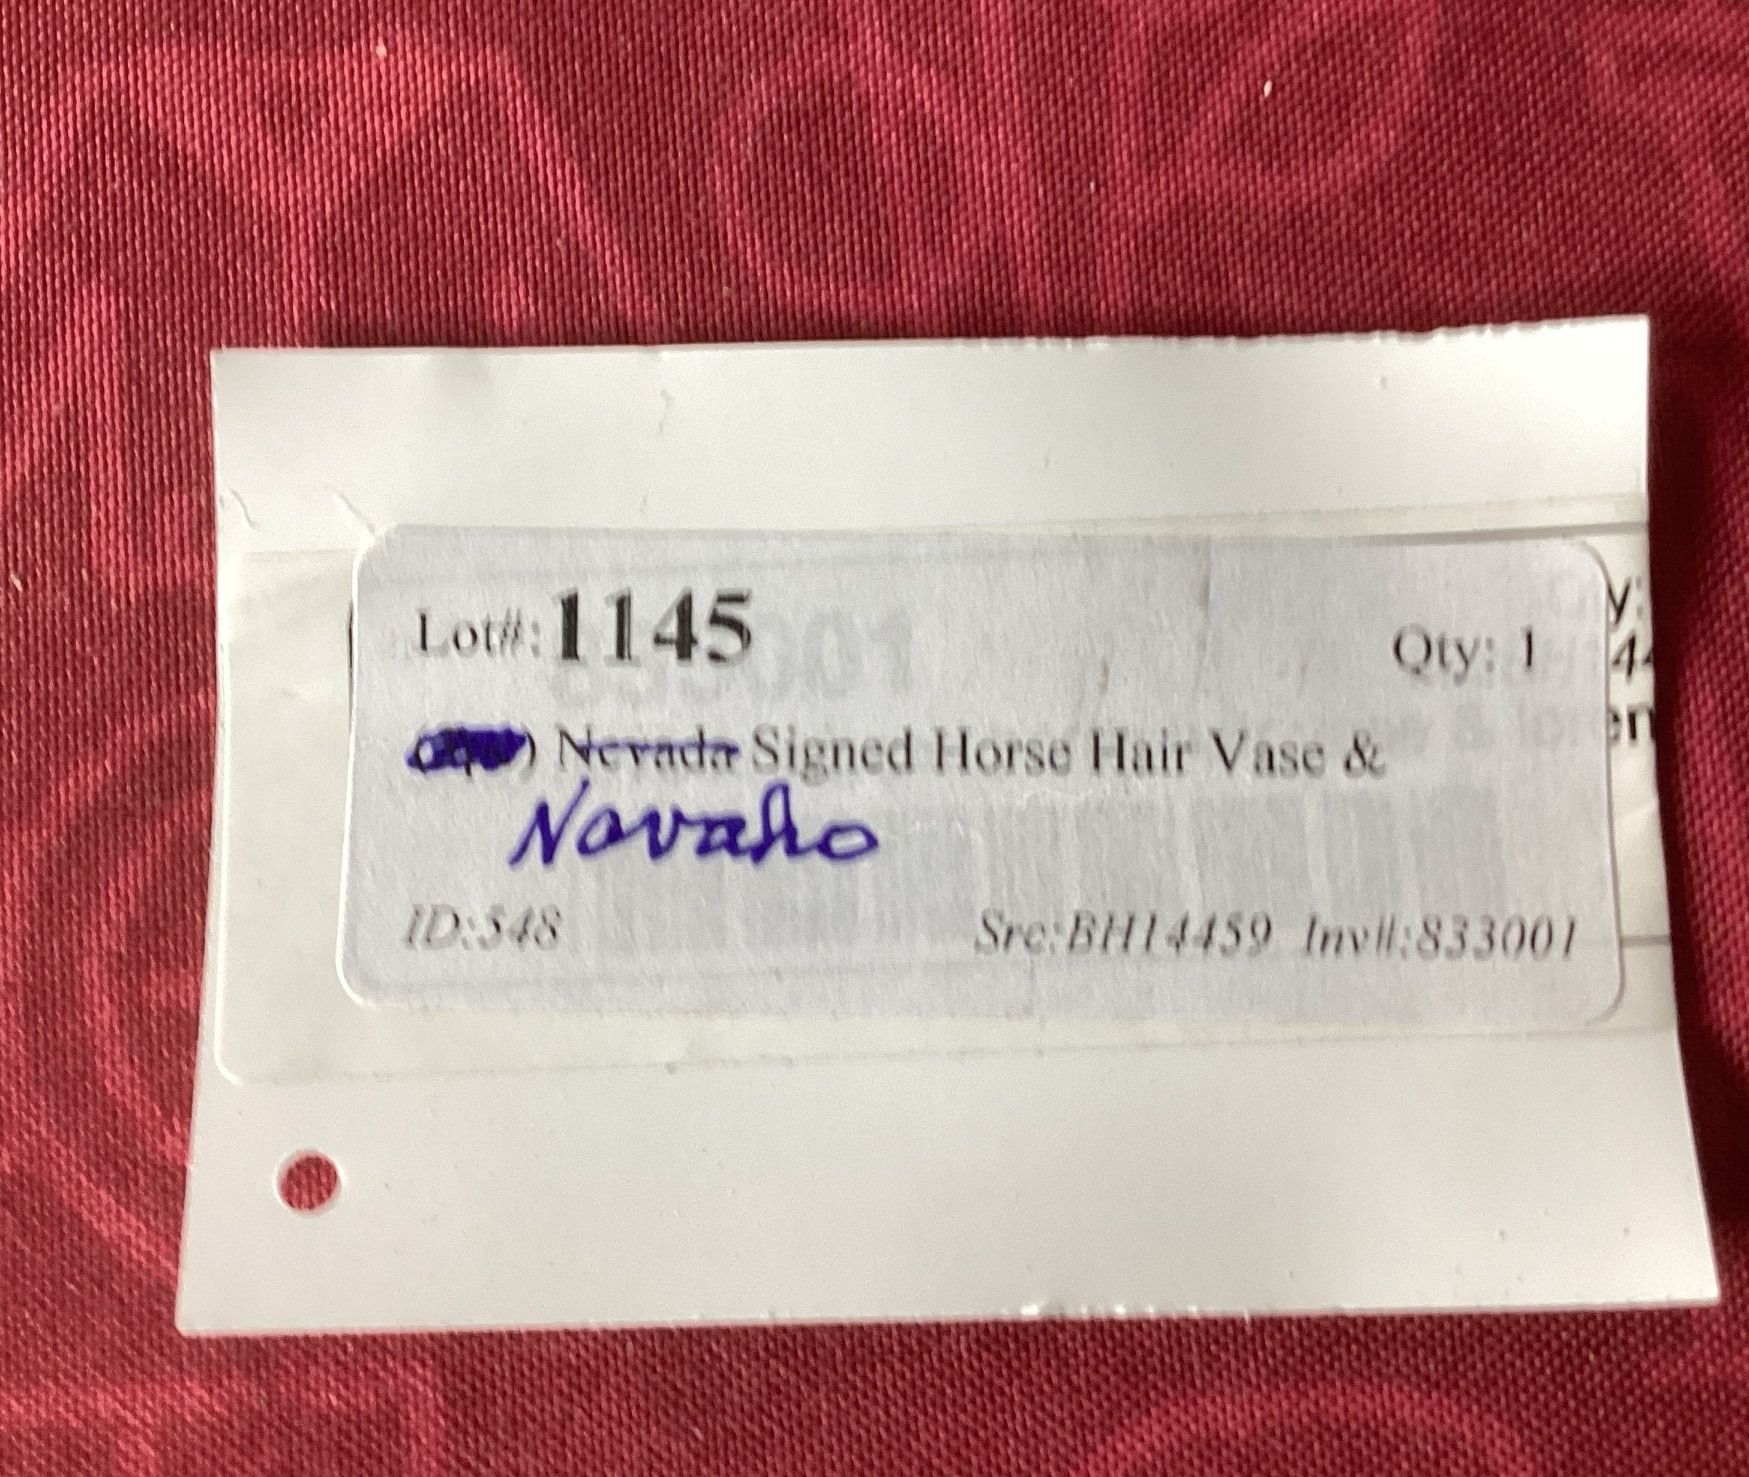 Lot#: 1145
Qty: 1
) Nevada Signed Horse Hair Vase &
Navaho
ID:548
Src:BH14459 Inv#:833001